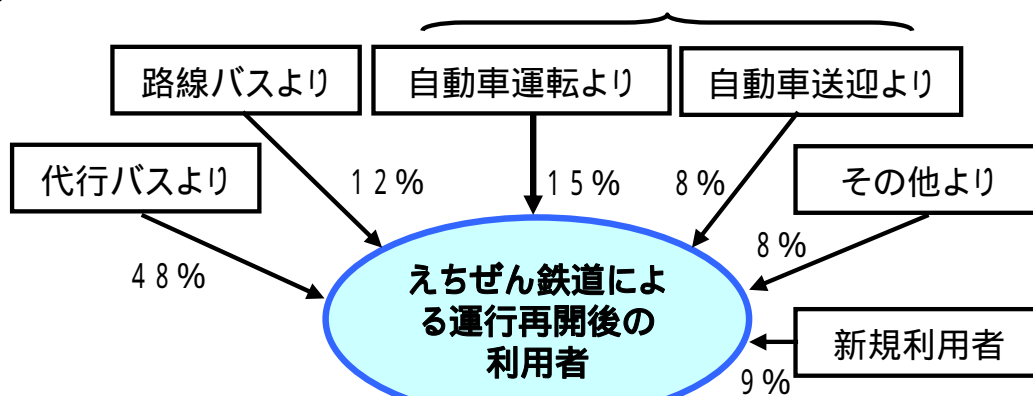 路線バスより
自動車運転より
自動車送迎より
代行バスより
その他より
12%
15%
8%
48%
8%
えちぜん鉄道によ
る運行再開後の
利用者
新規利用者
9%